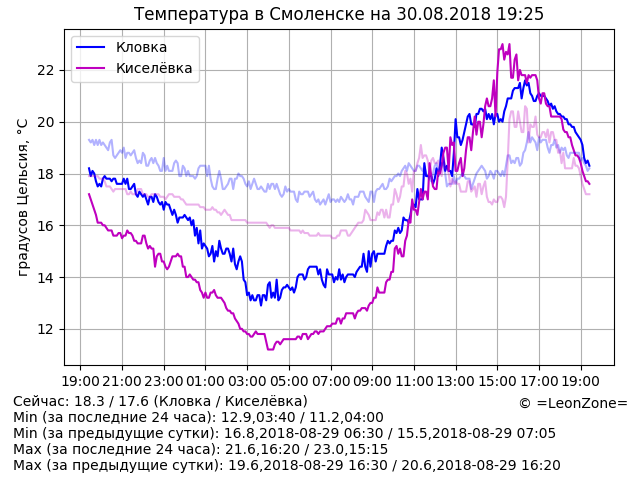 Температура в Смоленске на 30.08.2018 19:25
Кловка
Киселёвка
градусов Цельсия, °C
22
20
18
16
14
12
19:00 21:00 23:00 01:00 03:00 05:00 07:00 09:00 11:00 13:00 15:00 17:00 19:00
Сейчас: 18.3 / 17.6 (Кловка / Киселёвка)
© =LeonZone=
Min (за последние 24 часа): 12.9,03:40 / 11.2,04:00
Min (за предыдущие сутки): 16.8,2018-08-29 06:30 / 15.5,2018-08-29 07:05
Max (за последние 24 часа): 21.6,16:20 / 23.0,15:15
Max (за предыдущие сутки): 19.6,2018-08-29 16:30 / 20.6,2018-08-29 16:20